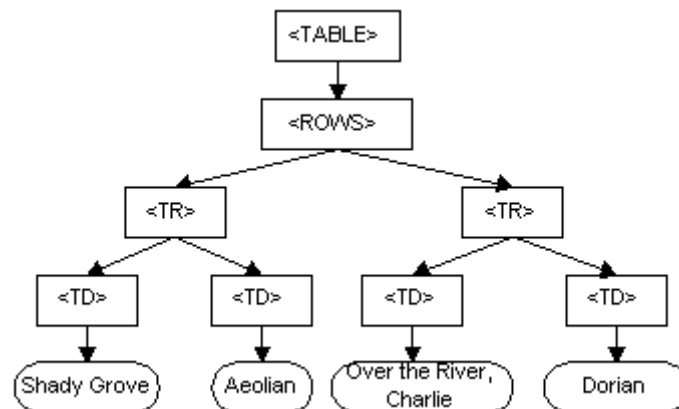 <TABLE>
<ROWS>
<TR> <TR>
<TD> <TD> <TD> <TD>
Shady Grove Aeolian Over the River,
Charlie Dorian